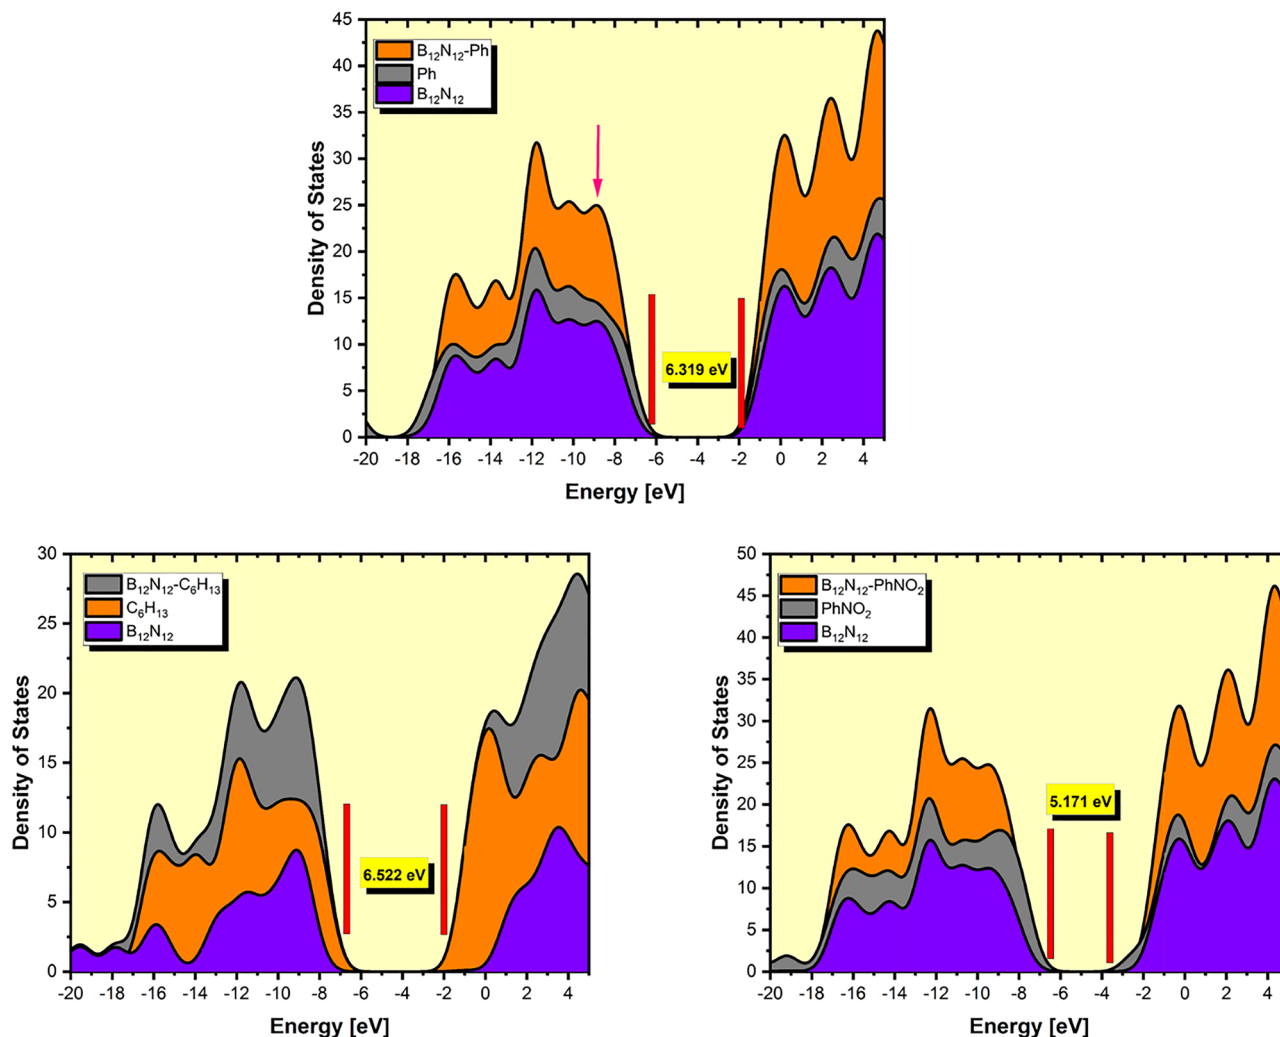 45
40
35
30
25
20
15
10
5
0
Density of States
B₁₂N₁₂-Ph
Ph
B₁₂N₁₂
6.319 eV
-20 -18 -16 -14 -12 -10 -8 -6 -4 -2 0 2 4
Energy [eV]
30
25
20
15
10
5
0
Density of States
B₁₂N₁₂-C₆H₁₃
C₆H₁₃
B₁₂N₁₂
6.522 eV
-20 -18 -16 -14 -12 -10 -8 -6 -4 -2 0 2 4
Energy [eV]
50
45
40
35
30
25
20
15
10
5
0
Density of States
B₁₂N₁₂-PhNO₂
PhNO₂
B₁₂N₁₂
5.171 eV
-20 -18 -16 -14 -12 -10 -8 -6 -4 -2 0 2 4
Energy [eV]